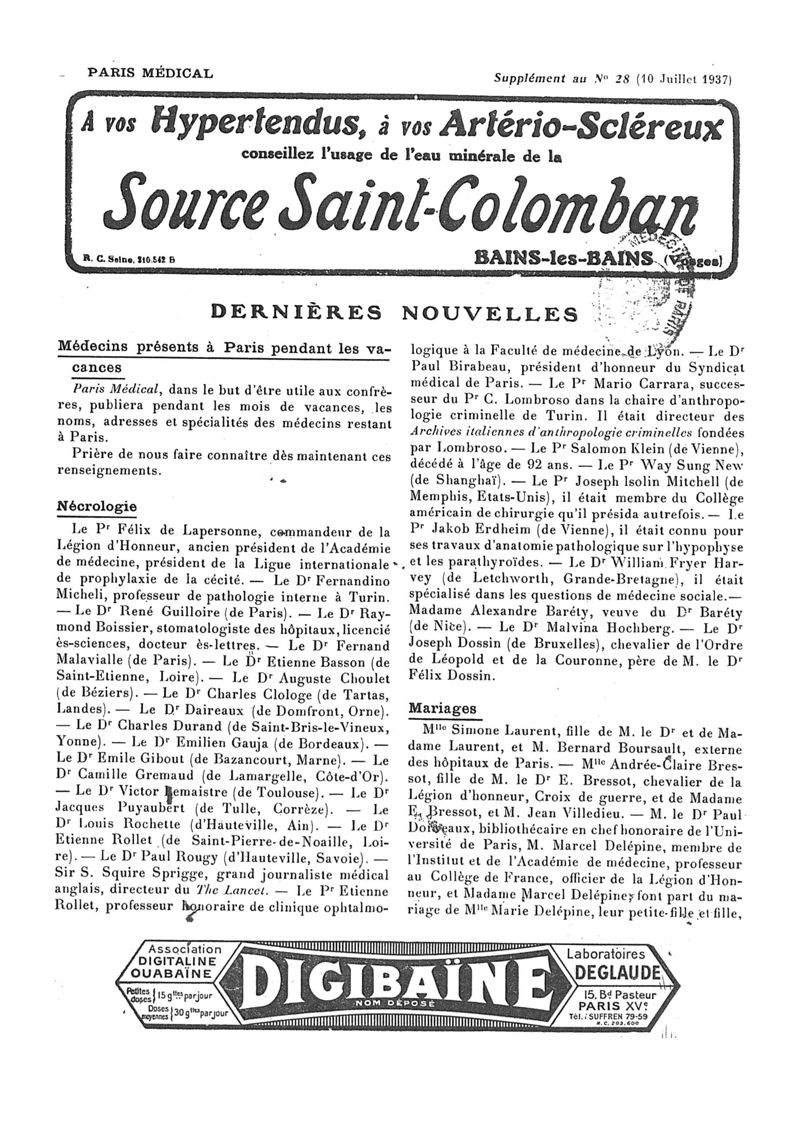 PARIS MÉDICAL
Supplément au N° 28 (10 Juillet 1937)
A vos Hypertendus, à vos Artério-Scléreux
conseillez l'usage de l'eau minérale de la
Source Saint-Colomban
R. C. Seine, 210.542 B
BAINS-les-BAINS (Vosges)
MÉDECINE DE PARIS
DERNIÈRES NOUVELLES
Médecins présents à Paris pendant les va-
cances
Paris Médical, dans le but d'être utile aux confrè-
res, publiera pendant les mois de vacances, les
noms, adresses et spécialités des médecins restant
à Paris.
Prière de nous faire connaître dès maintenant ces
renseignements.
Nécrologie
Le Pr Félix de Lapersonne, commandeur de la
Légion d'Honneur, ancien président de l'Académie
de médecine, président de la Ligue internationale
de prophylaxie de la cécité. — Le Dr Fernandino
Micheli, professeur de pathologie interne à Turin.
— Le Dr René Guilloire (de Paris). — Le Dr Ray-
mond Boissier, stomatologiste des hôpitaux, licencié
ès-sciences, docteur ès-lettres. — Le Dr Fernand
Malavialle (de Paris). — Le Dr Etienne Basson (de
Saint-Etienne, Loire). — Le Dr Auguste Choulet
(de Béziers). — Le Dr Charles Clologe (de Tartas,
Landes). — Le Dr Daireaux (de Domfront, Orne).
— Le Dr Charles Durand (de Saint-Bris-le-Vineux,
Yonne). — Le Dr Emilien Gauja (de Bordeaux). —
Le Dr Emile Gibout (de Bazancourt, Marne). — Le
Dr Camille Gremaud (de Lamargelle, Côte-d'Or).
— Le Dr Victor Lemaistre (de Toulouse). — Le Dr
Jacques Puyaubert (de Tulle, Corrèze). — Le
Dr Louis Rochette (d'Hauteville, Ain). — Le Dr
Etienne Rollet (de Saint-Pierre-de-Noaille, Loi-
re). — Le Dr Paul Rougy (d'Hauteville, Savoie). —
Sir S. Squire Sprigge, grand journaliste médical
anglais, directeur du The Lancet. — Le Pr Etienne
Rollet, professeur honoraire de clinique ophtalmo-
logique à la Faculté de médecine de Lyon. — Le Dr
Paul Birabeau, président d'honneur du Syndicat
médical de Paris. — Le Pr Mario Carrara, succes-
seur du Pr C. Lombroso dans la chaire d'anthropo-
logie criminelle de Turin. Il était directeur des
Archives italiennes d'anthropologie criminelles fondées
par Lombroso. — Le Pr Salomon Klein (de Vienne),
décédé à l'âge de 92 ans. — Le Pr Way Sung New
(de Shanghaï). — Le Pr Joseph Isolin Mitchell (de
Memphis, Etats-Unis), il était membre du Collège
américain de chirurgie qu'il présida autrefois. — Le
Pr Jakob Erdheim (de Vienne), il était connu pour
ses travaux d'anatomie pathologique sur l'hypophyse
et les parathyroïdes. — Le Dr William Fryer Har-
vey (de Letchworth, Grande-Bretagne), il était
spécialisé dans les questions de médecine sociale.—
Madame Alexandre Baréty, veuve du Dr Baréty
(de Nice). — Le Dr Malvina Hochberg. — Le Dr
Joseph Dossin (de Bruxelles), chevalier de l'Ordre
de Léopold et de la Couronne, père de M. le Dr
Félix Dossin.
Mariages
Mlle Simone Laurent, fille de M. le Dr et de Ma-
dame Laurent, et M. Bernard Boursault, externe
des hôpitaux de Paris. — Mlle Andrée-Claire Bres-
sot, fille de M. le Dr E. Bressot, chevalier de la
Légion d'honneur, Croix de guerre, et de Madame
E. Bressot, et M. Jean Villedieu. — M. le Dr Paul
Dorveaux, bibliothécaire en chef honoraire de l'Uni-
versité de Paris, M. Marcel Delépine, membre de
l'Institut et de l'Académie de médecine, professeur
au Collège de France, officier de la Légion d'Hon-
neur, et Madame Marcel Delépine, font part du ma-
riage de Mlle Marie Delépine, leur petite-fille et fille,
Association
DIGITALINE
OUABAÏNE
Petites doses 15 gttes par jour
Doses moyennes 30 gttes par jour
DIGIBAÏNE
NOM DÉPOSÉ
Laboratoires
DEGLAUDE
15, Bd Pasteur
PARIS XVe
Tél. : SUFFREN 79-59
R. C. 202.600